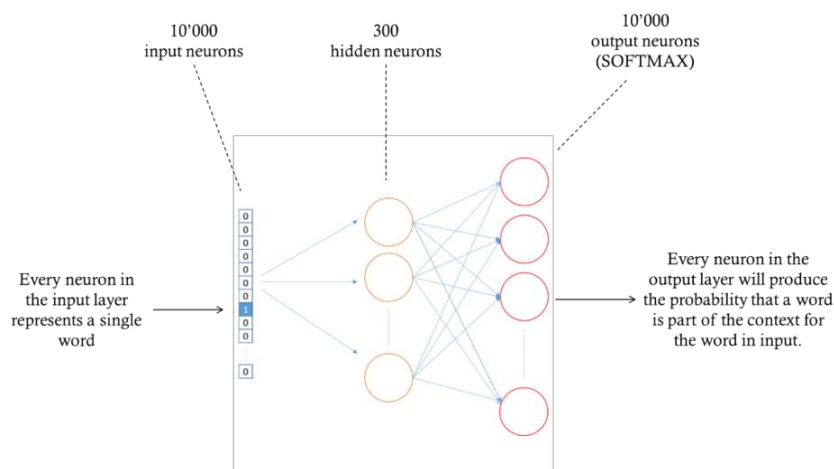 10’000
input neurons
300
hidden neurons
10’000
output neurons
(SOFTMAX)
0
0
0
0
0
0
0
1
0
0
0
Every neuron in
the input layer
represents a single
word
Every neuron in the
output layer will produce
the probability that a word
is part of the context for
the word in input.